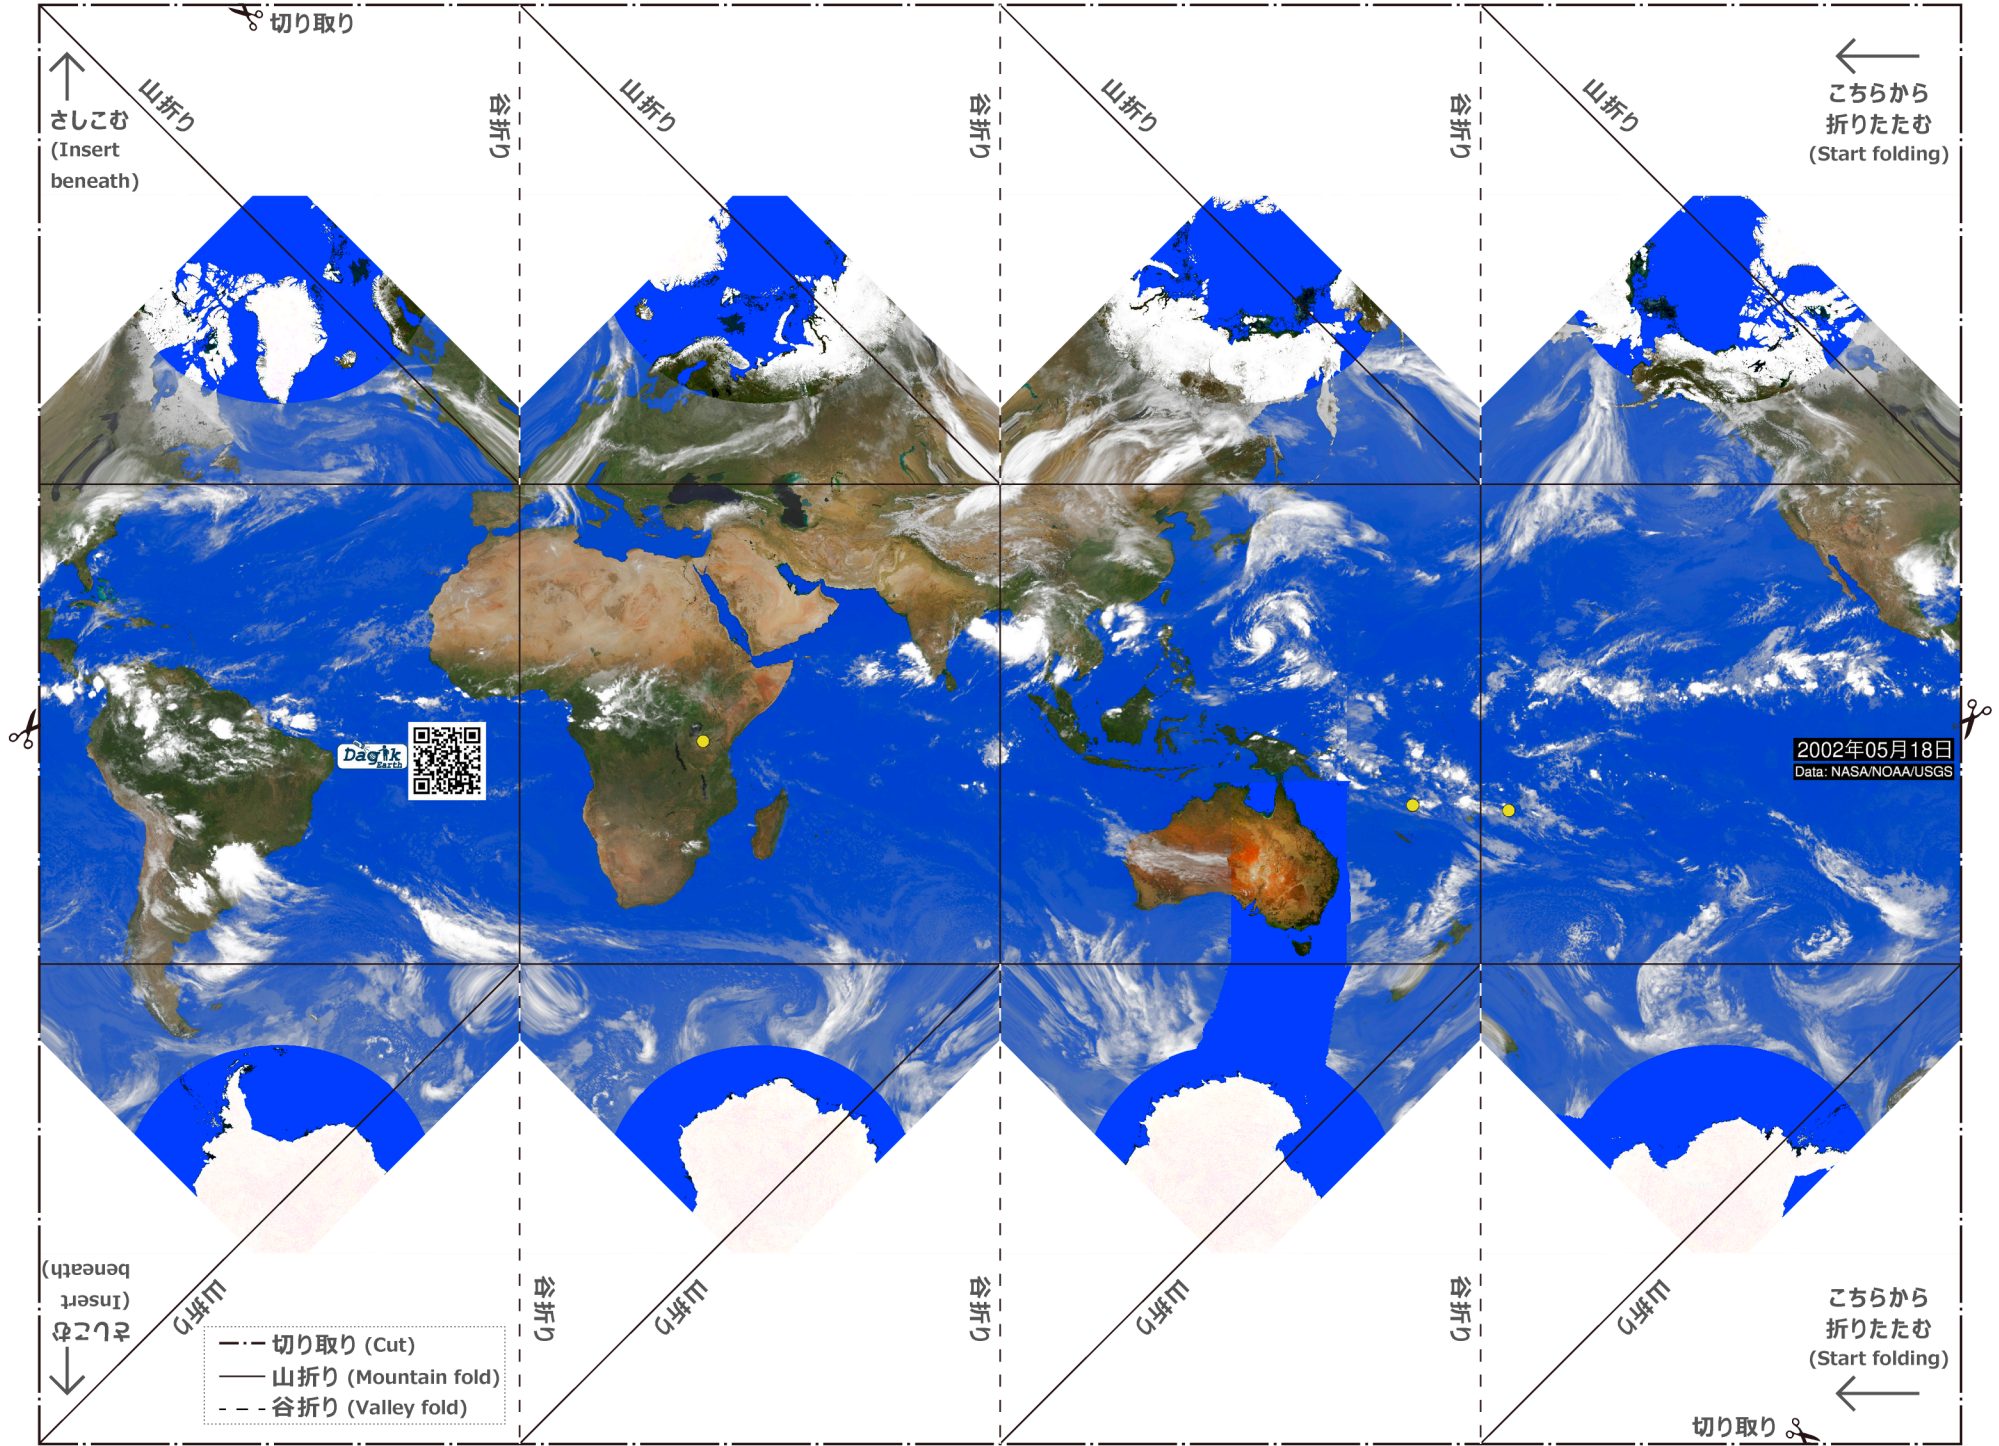 切り取り
山折り
山折り
山折り
山折り
谷折り
谷折り
谷折り
さしこむ
(Insert
beneath)
こちらから
折りたたむ
(Start folding)
Dagik
Earth
2002年05月18日
Data: NASA/NOAA/USGS
さしこむ
(Insert
beneath)
山折り
山折り
山折り
山折り
谷折り
谷折り
谷折り
こちらから
折りたたむ
(Start folding)
切り取り (Cut)
山折り (Mountain fold)
谷折り (Valley fold)
切り取り